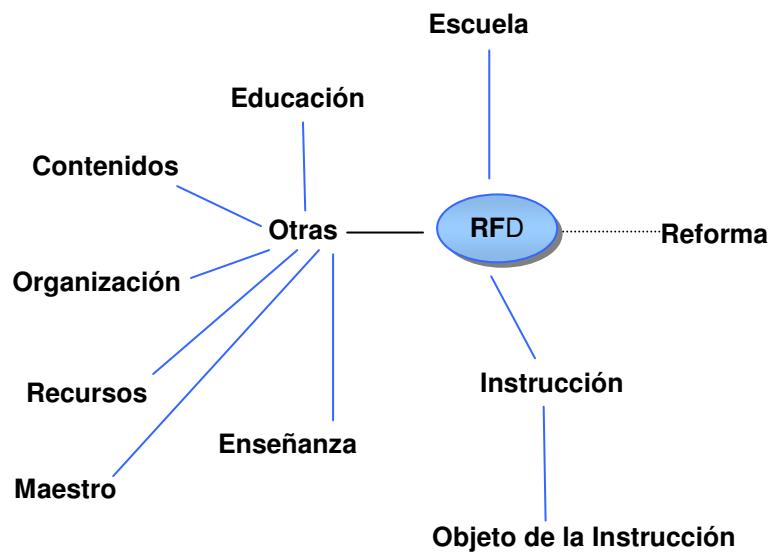 Escuela
Educación
Contenidos
Otras
RFD
Reforma
Organización
Instrucción
Recursos
Enseñanza
Maestro
Objeto de la Instrucción